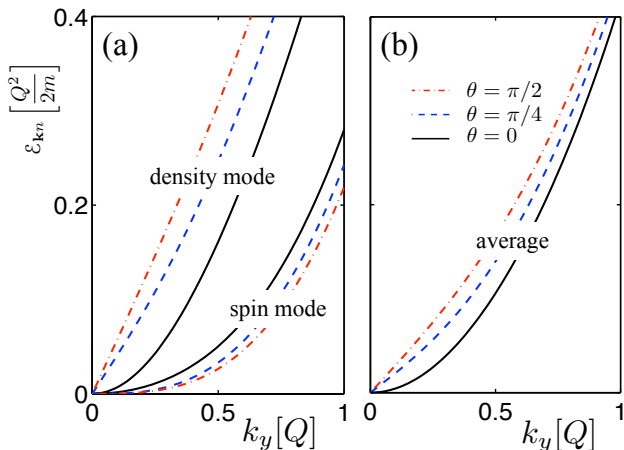 0.4
(a)
(b)
ε_{𝐤n} [Q²/2m]
θ = π/2
θ = π/4
θ = 0
density mode
0.2
average
spin mode
0
0 0.5 1
0 0.5 1
k_y[Q]
k_y[Q]